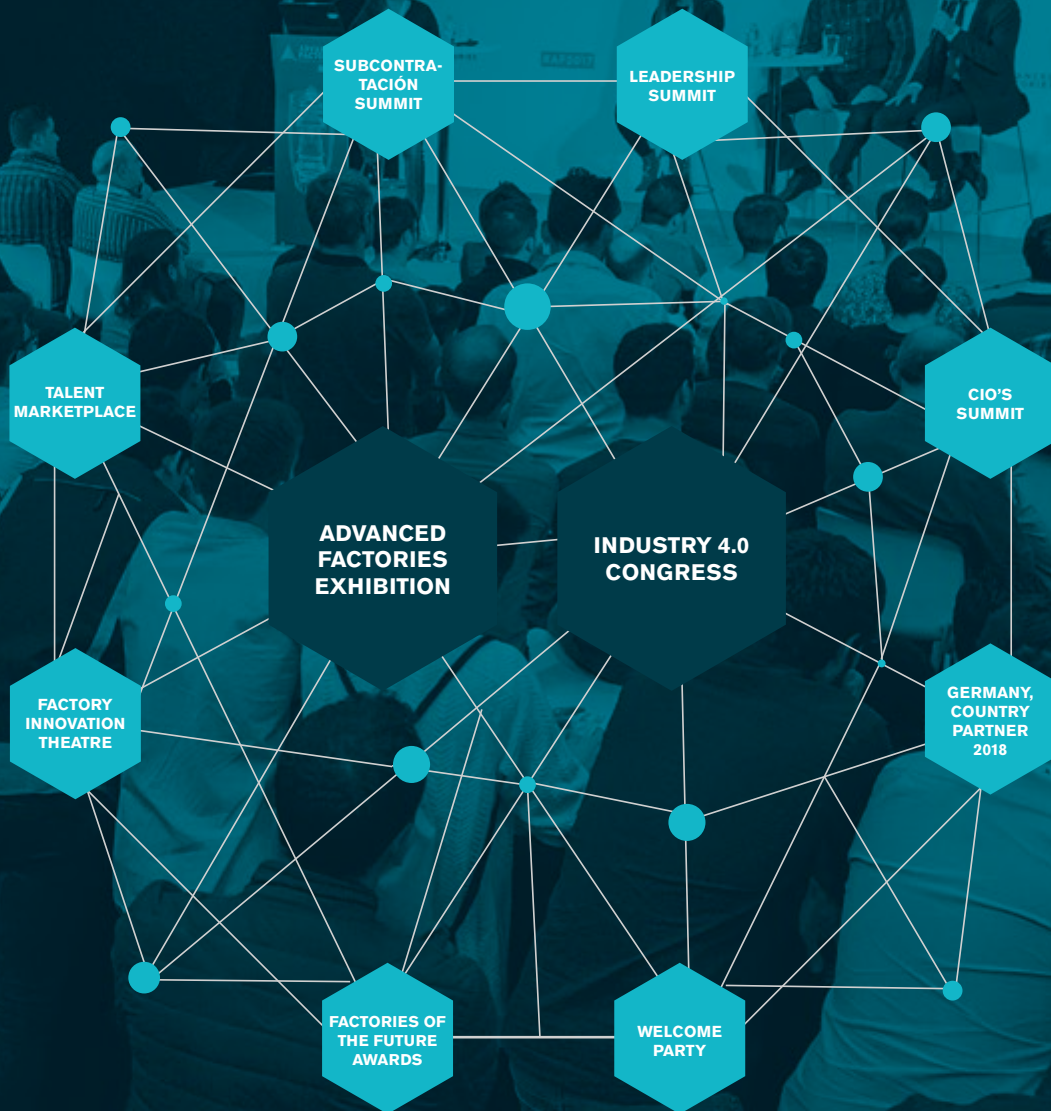 SUBCONTRA-
TACIÓN
SUMMIT
LEADERSHIP
SUMMIT
TALENT
MARKETPLACE
CIO'S
SUMMIT
ADVANCED
FACTORIES
EXHIBITION
INDUSTRY 4.0
CONGRESS
FACTORY
INNOVATION
THEATRE
GERMANY,
COUNTRY
PARTNER
2018
FACTORIES OF
THE FUTURE
AWARDS
WELCOME
PARTY